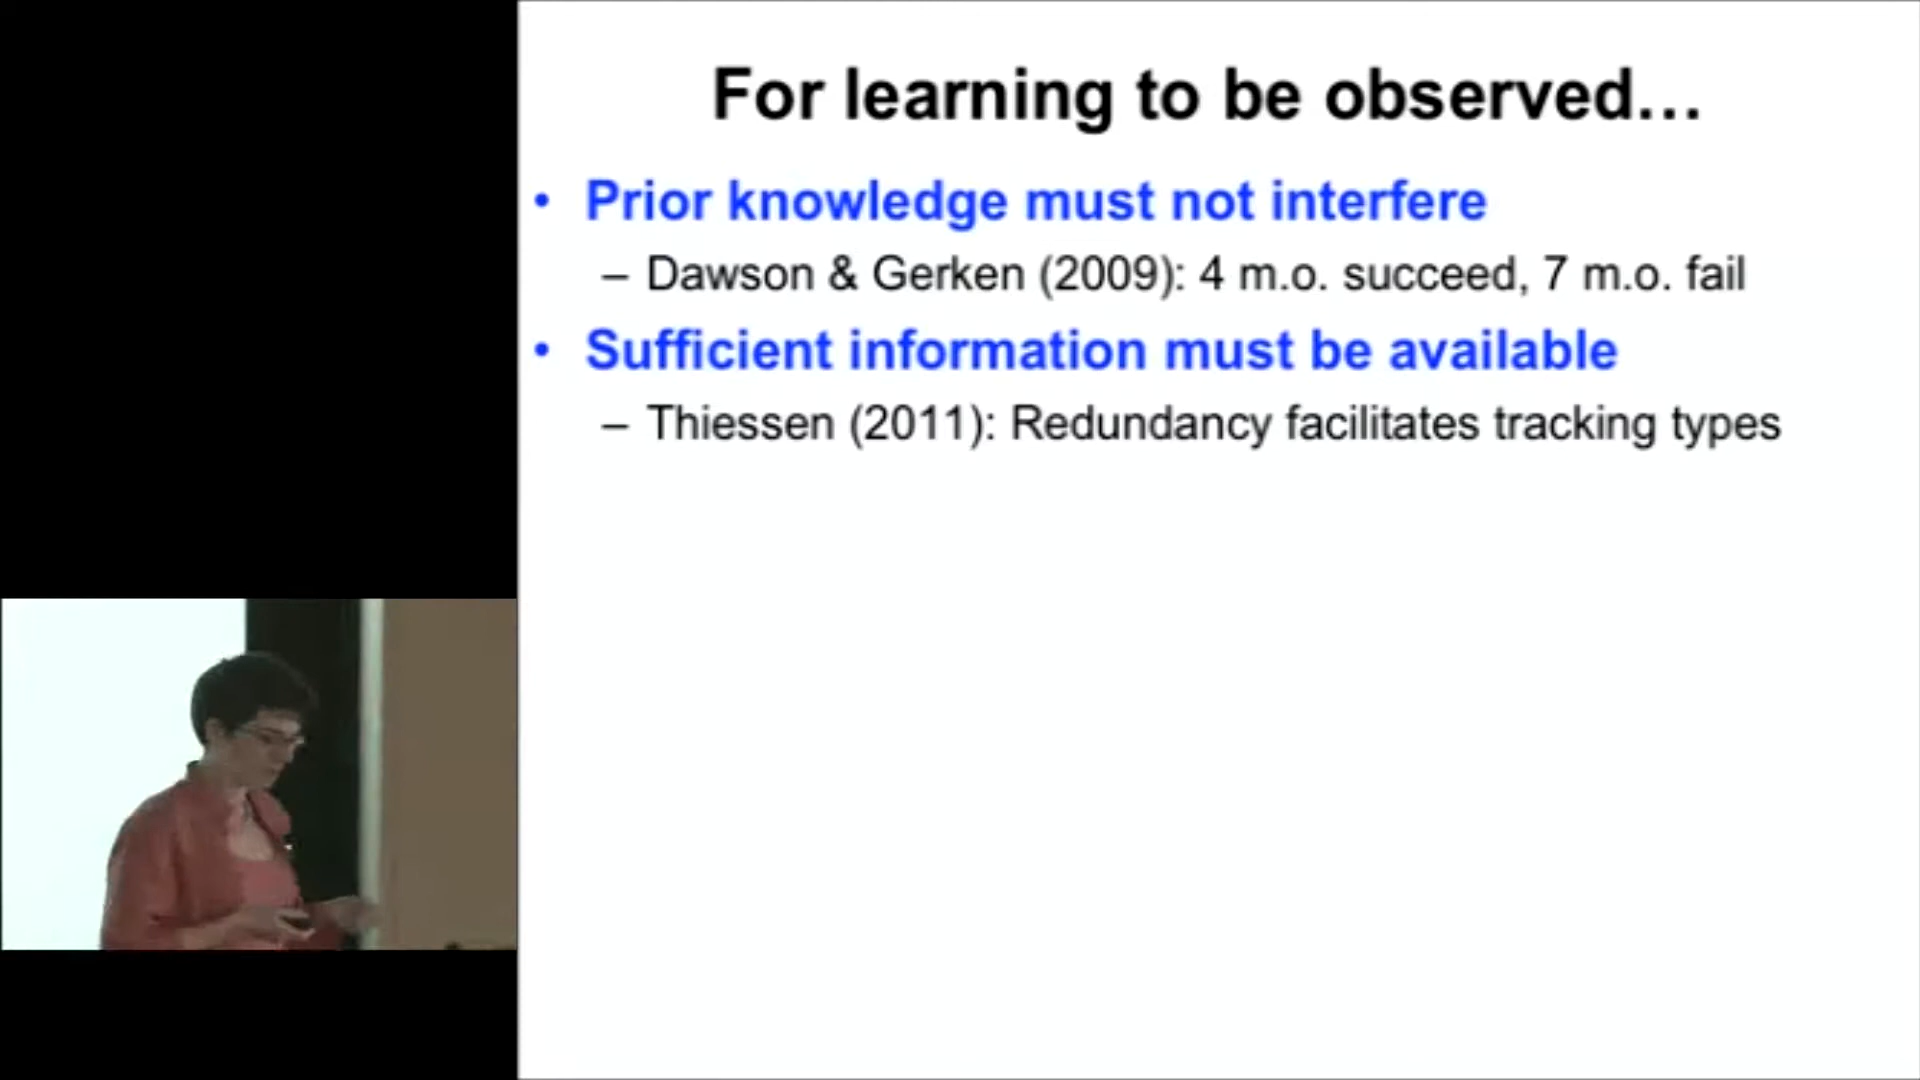 For learning to be observed…
• Prior knowledge must not interfere
– Dawson & Gerken (2009): 4 m.o. succeed, 7 m.o. fail
• Sufficient information must be available
– Thiessen (2011): Redundancy facilitates tracking types